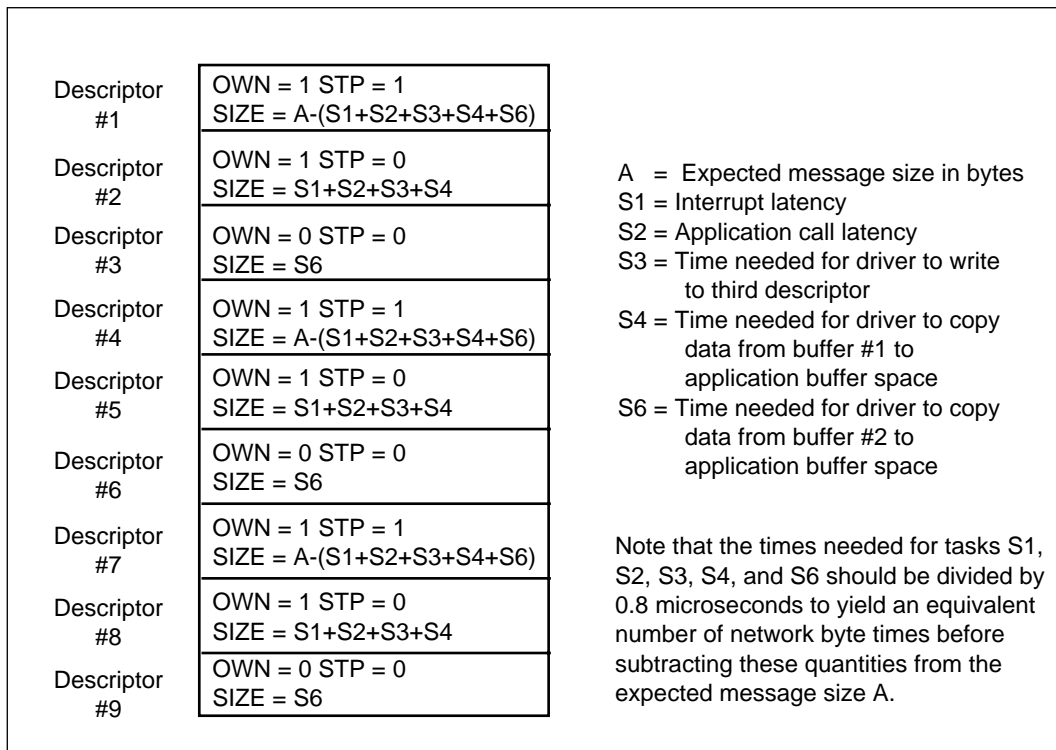 Descriptor
#1
OWN = 1 STP = 1
SIZE = A-(S1+S2+S3+S4+S6)
Descriptor
#2
OWN = 1 STP = 0
SIZE = S1+S2+S3+S4
Descriptor
#3
OWN = 0 STP = 0
SIZE = S6
Descriptor
#4
OWN = 1 STP = 1
SIZE = A-(S1+S2+S3+S4+S6)
Descriptor
#5
OWN = 1 STP = 0
SIZE = S1+S2+S3+S4
Descriptor
#6
OWN = 0 STP = 0
SIZE = S6
Descriptor
#7
OWN = 1 STP = 1
SIZE = A-(S1+S2+S3+S4+S6)
Descriptor
#8
OWN = 1 STP = 0
SIZE = S1+S2+S3+S4
Descriptor
#9
OWN = 0 STP = 0
SIZE = S6
A = Expected message size in bytes
S1 = Interrupt latency
S2 = Application call latency
S3 = Time needed for driver to write
to third descriptor
S4 = Time needed for driver to copy
data from buffer #1 to
application buffer space
S6 = Time needed for driver to copy
data from buffer #2 to
application buffer space
Note that the times needed for tasks S1,
S2, S3, S4, and S6 should be divided by
0.8 microseconds to yield an equivalent
number of network byte times before
subtracting these quantities from the
expected message size A.